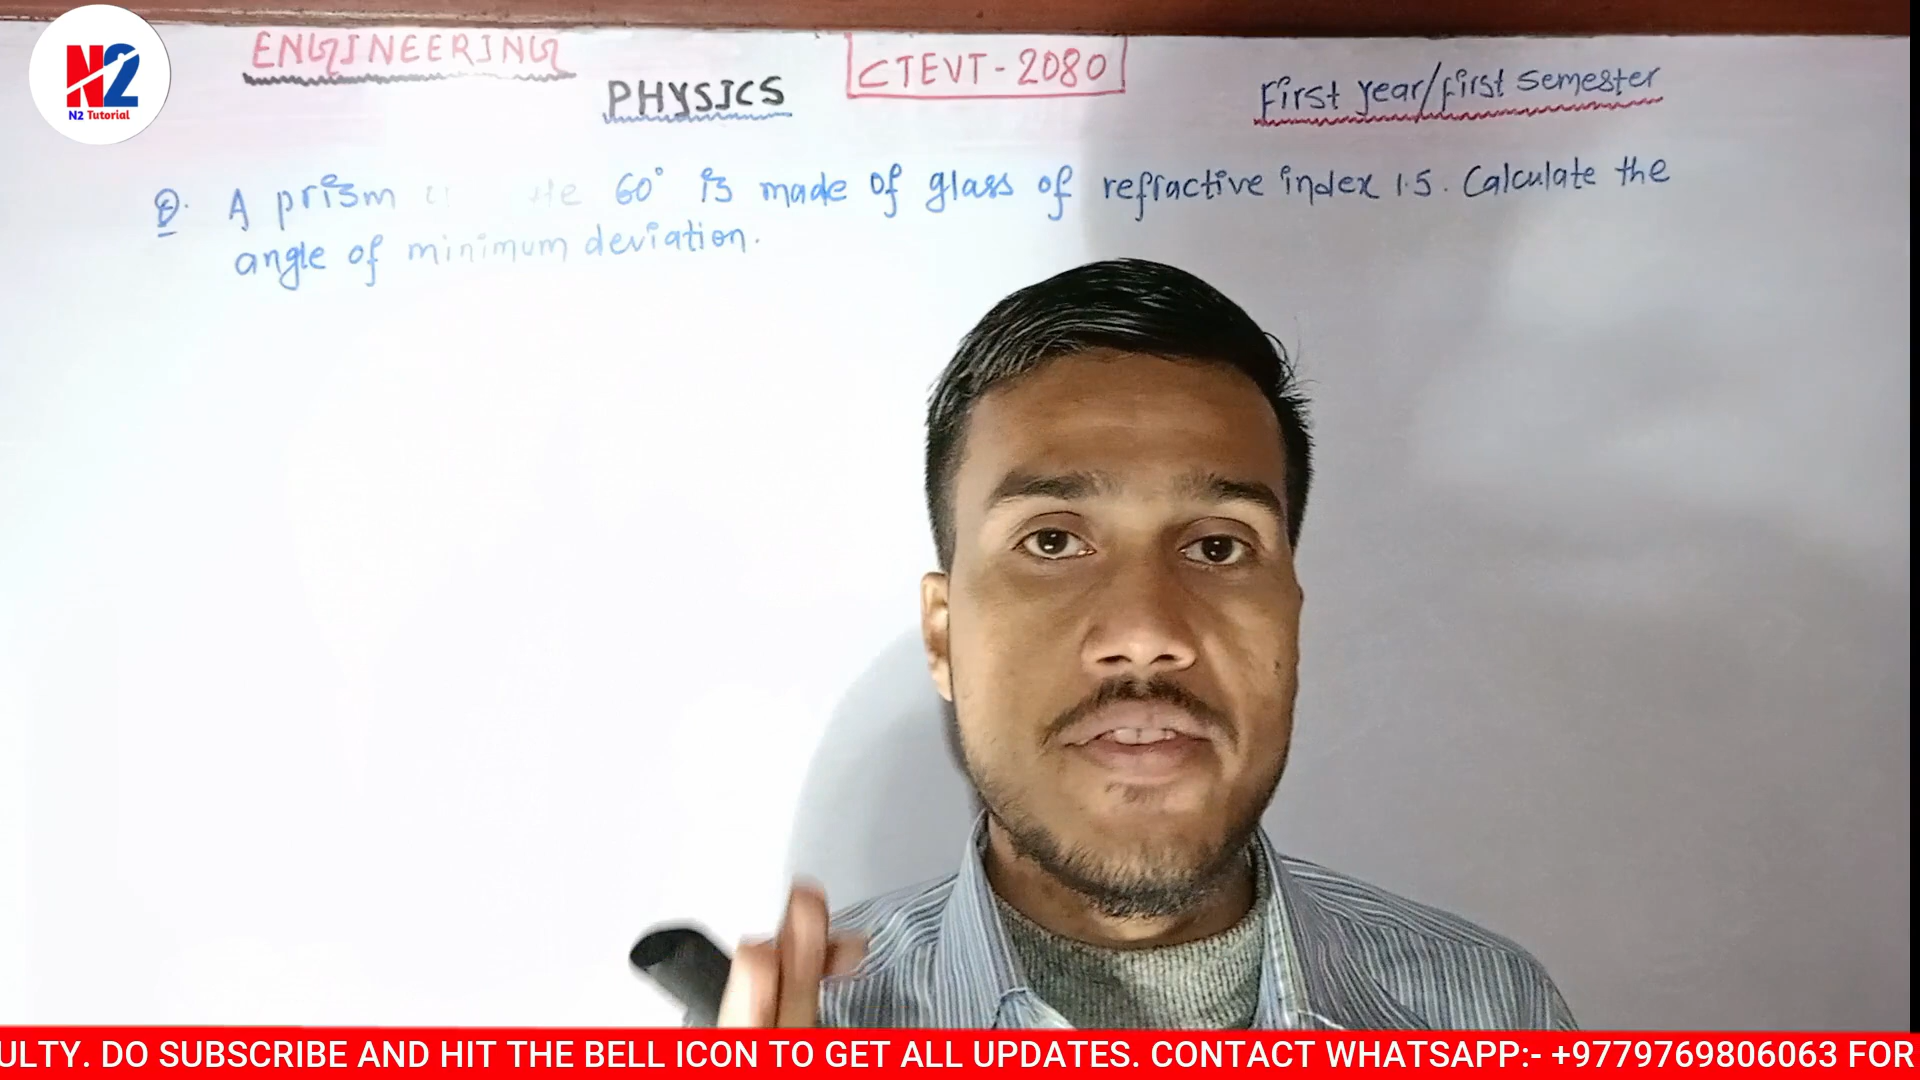 N2
N2 Tutorial
ENGINEERING
PHYSICS
CTEVT-2080
First year/first semester
Q. A prism 60° is made of glass of refractive index 1.5. Calculate the
angle of minimum deviation.
ULTY. DO SUBSCRIBE AND HIT THE BELL ICON TO GET ALL UPDATES. CONTACT WHATSAPP:- +9779769806063 FOR